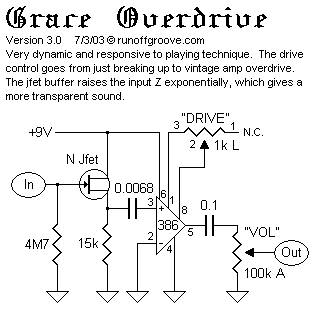 Grace Overdrive
Version 3.0 7/3/03 © runoffgroove.com
Very dynamic and responsive to playing technique. The drive
control goes from just breaking up to vintage amp overdrive.
The jfet buffer raises the input Z exponentially, which gives a
more transparent sound.
"DRIVE"
+9V
3
1
N.C.
2
1k L
N Jfet
In
0.0068
6
1
8
3
+
386
0.1
"VOL"
5
2
-
4
4M7
15k
Out
100k A